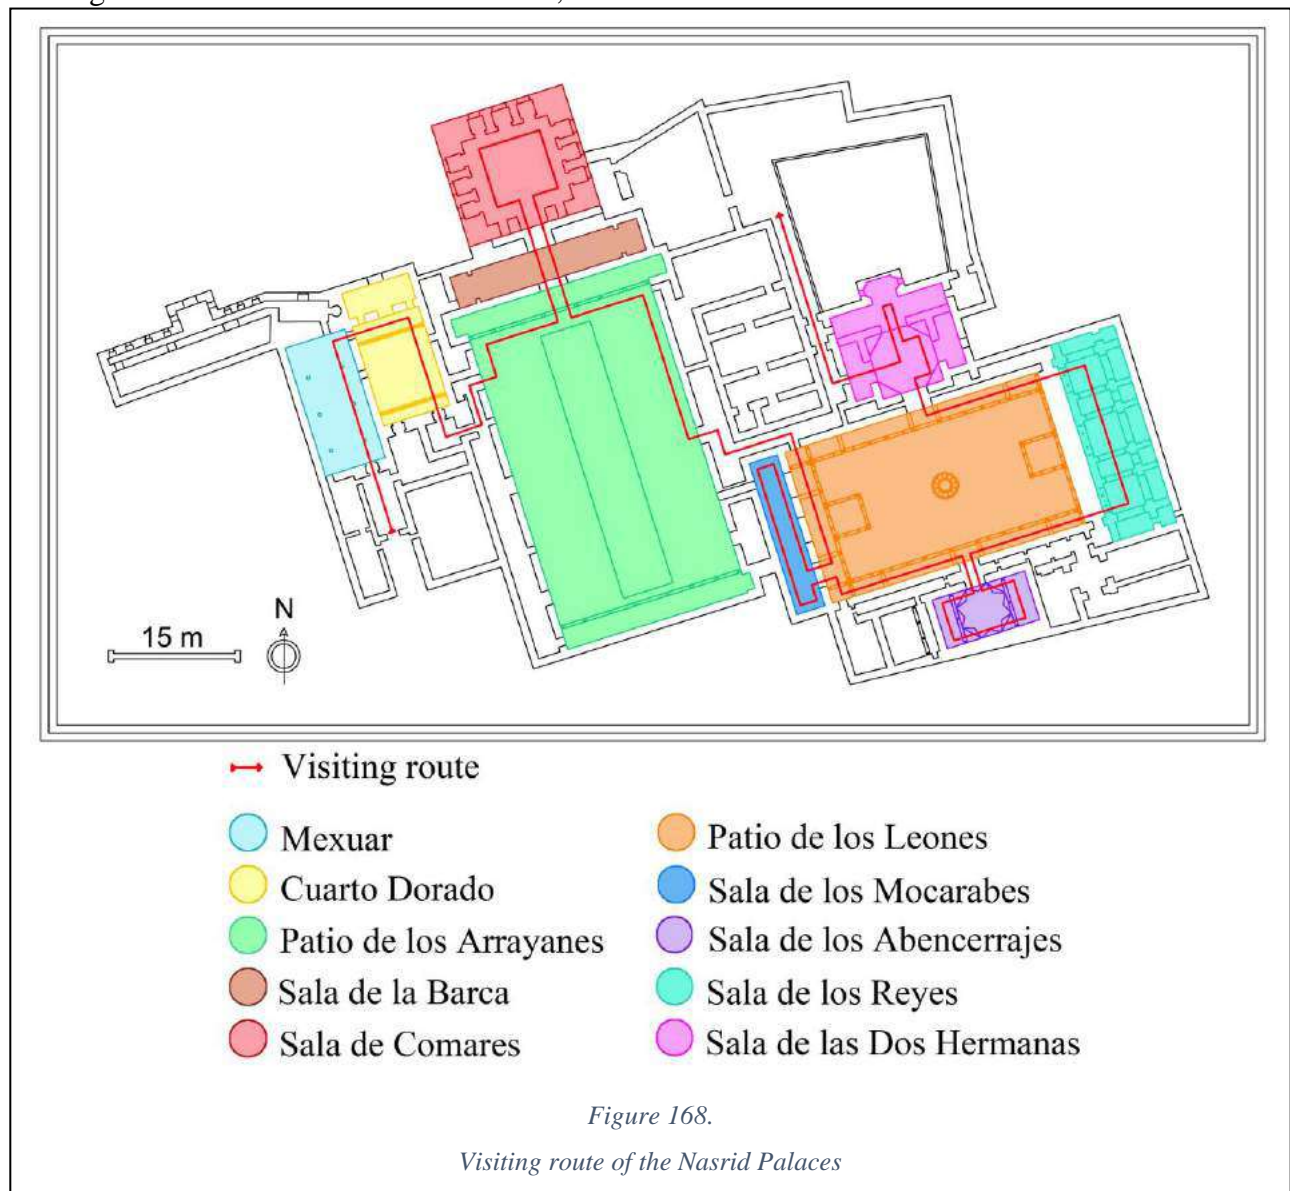 N
15 m
Visiting route
Mexuar
Cuarto Dorado
Patio de los Arrayanes
Sala de la Barca
Sala de Comares
Patio de los Leones
Sala de los Mocarabes
Sala de los Abencerrajes
Sala de los Reyes
Sala de las Dos Hermanas
Figure 168.
Visiting route of the Nasrid Palaces